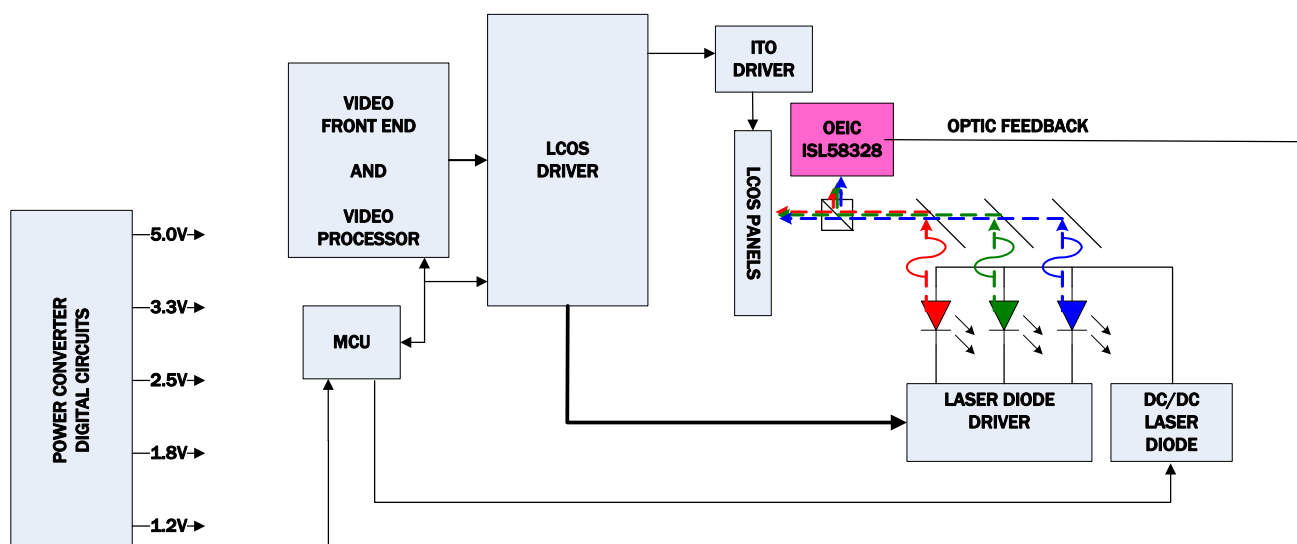 POWER CONVERTER
DIGITAL CIRCUITS
5.0V
3.3V
2.5V
1.8V
1.2V
VIDEO
FRONT END
AND
VIDEO
PROCESSOR
MCU
LCOS
DRIVER
ITO
DRIVER
LCOS PANELS
OEIC
ISL58328
OPTIC FEEDBACK
LASER DIODE
DRIVER
DC/DC
LASER
DIODE